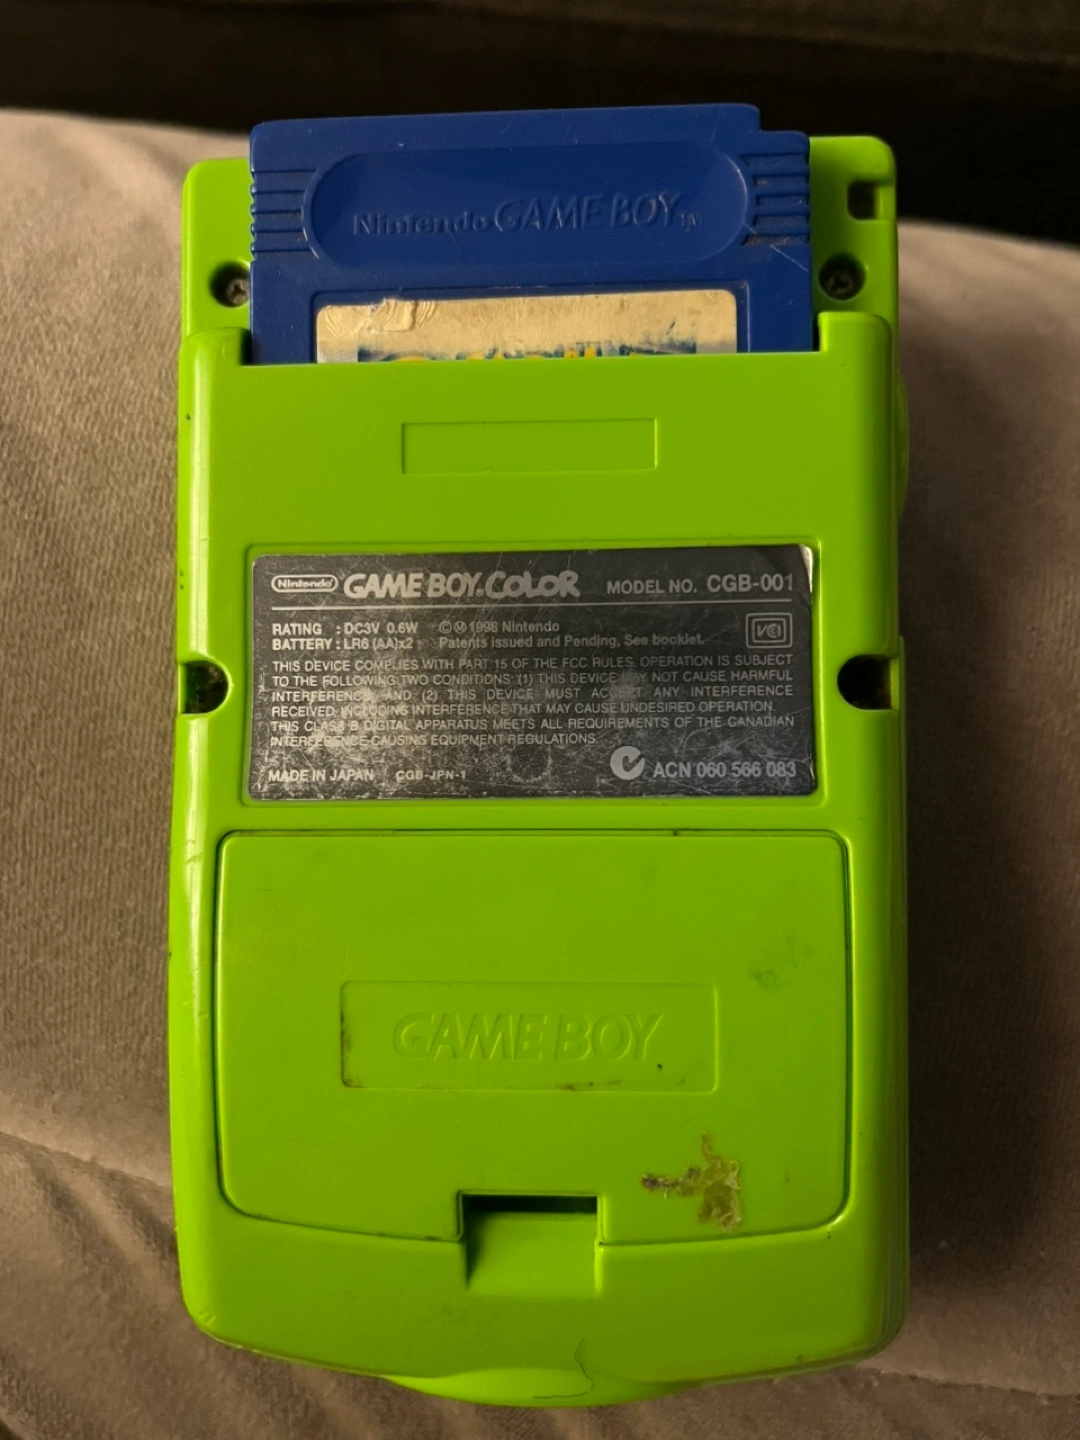 Nintendo GAME BOY TM
Nintendo GAME BOY COLOR MODEL NO. CGB-001
RATING : DC3V 0.6W ©Ⓜ 1998 Nintendo
BATTERY : LR6 (AA)x2 Patents issued and Pending, See booklet.
VCI
THIS DEVICE COMPLIES WITH PART 15 OF THE FCC RULES. OPERATION IS SUBJECT
TO THE FOLLOWING TWO CONDITIONS: (1) THIS DEVICE MAY NOT CAUSE HARMFUL
INTERFERENCE, AND (2) THIS DEVICE MUST ACCEPT ANY INTERFERENCE
RECEIVED, INCLUDING INTERFERENCE THAT MAY CAUSE UNDESIRED OPERATION.
THIS CLASS B DIGITAL APPARATUS MEETS ALL REQUIREMENTS OF THE CANADIAN
INTERFERENCE-CAUSING EQUIPMENT REGULATIONS.
MADE IN JAPAN CGB-JPN-1 ACN 060 566 083
GAME BOY